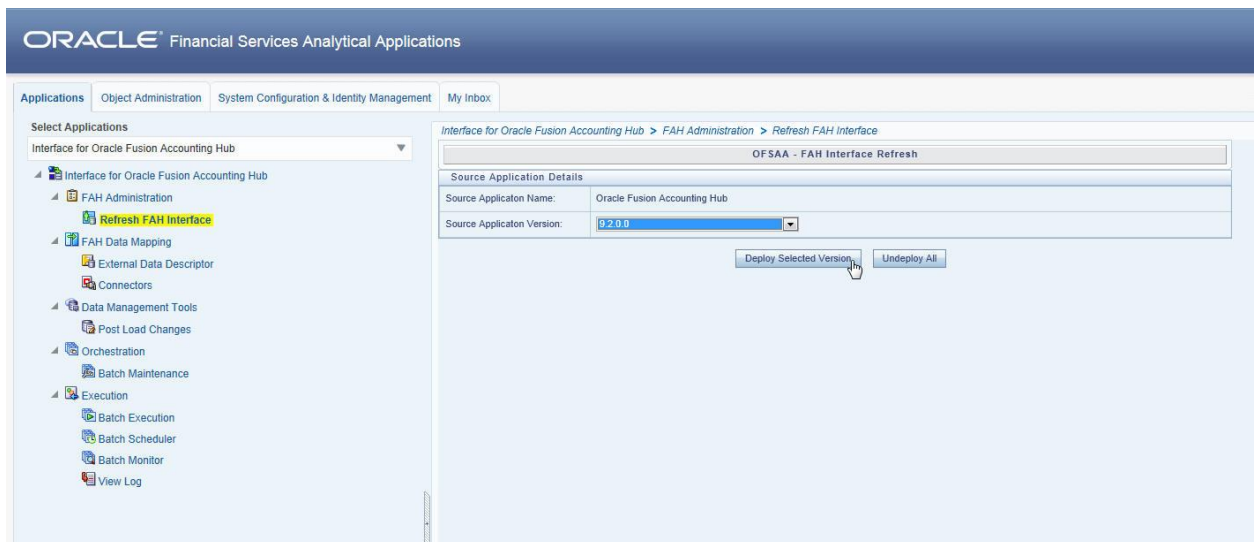 ORACLE® Financial Services Analytical Applications
Applications Object Administration System Configuration & Identity Management My Inbox
Select Applications
Interface for Oracle Fusion Accounting Hub
Interface for Oracle Fusion Accounting Hub
FAH Administration
Refresh FAH Interface
FAH Data Mapping
External Data Descriptor
Connectors
Data Management Tools
Post Load Changes
Orchestration
Batch Maintenance
Execution
Batch Execution
Batch Scheduler
Batch Monitor
View Log
Interface for Oracle Fusion Accounting Hub > FAH Administration > Refresh FAH Interface
OFSAA - FAH Interface Refresh
Source Application Details
Source Applicaton Name: Oracle Fusion Accounting Hub
Source Applicaton Version: 9.2.0.0
Deploy Selected Version Undeploy All